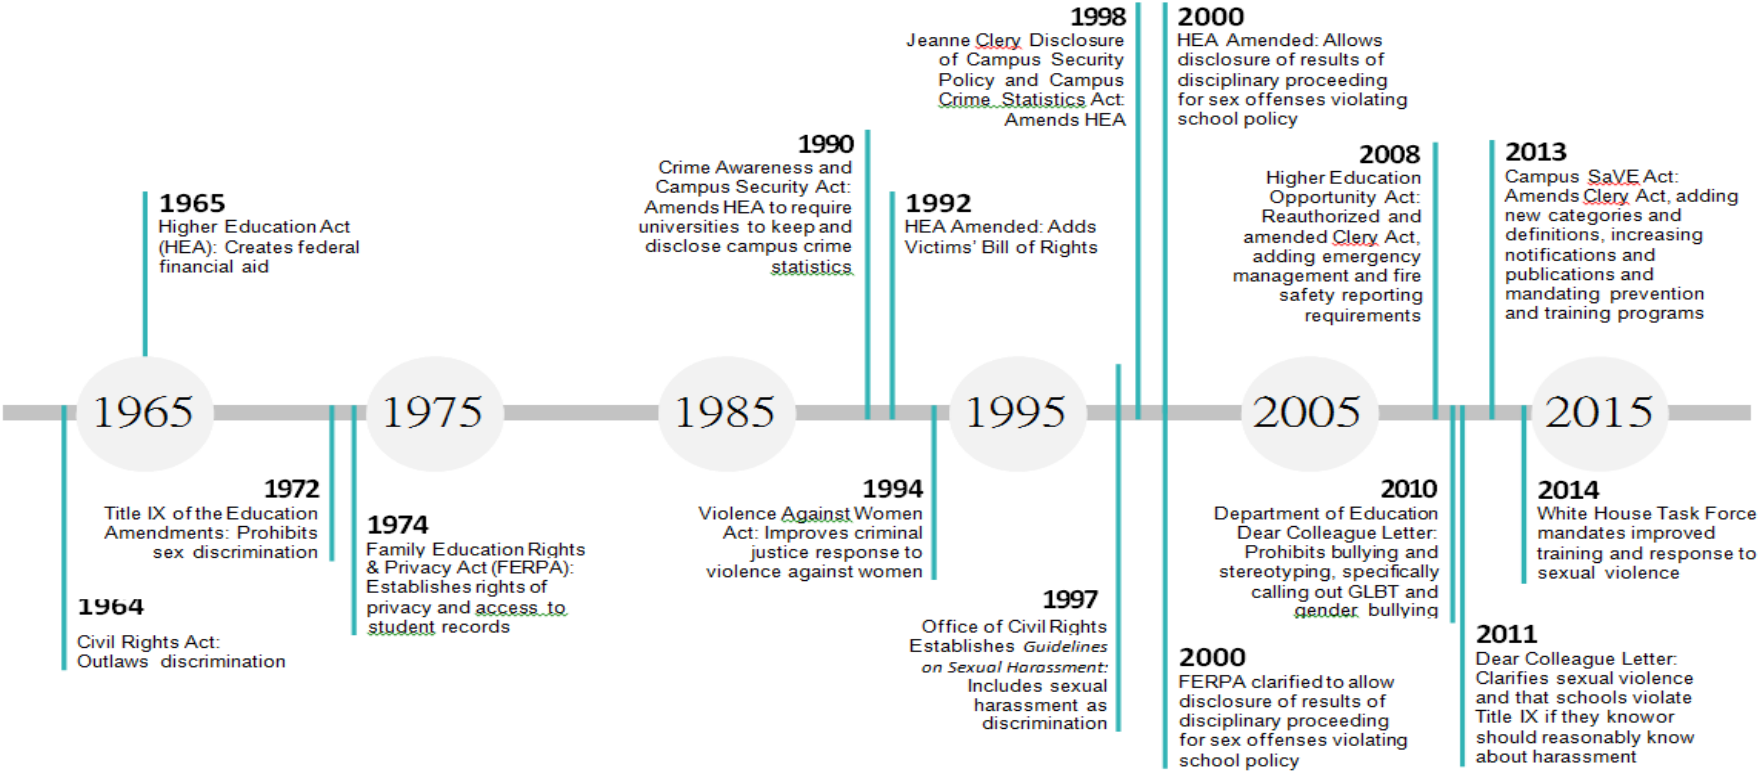 1998
Jeanne Clery Disclosure
of Campus Security
Policy and Campus
Crime Statistics Act:
Amends HEA
2000
HEA Amended: Allows
disclosure of results of
disciplinary proceeding
for sex offenses violating
school policy
1990
Crime Awareness and
Campus Security Act:
Amends HEA to require
universities to keep and
disclose campus crime
statistics
2008
Higher Education
Opportunity Act:
Reauthorized and
amended Clery Act,
adding emergency
management and fire
safety reporting
requirements
2013
Campus SaVE Act:
Amends Clery Act, adding
new categories and
definitions, increasing
notifications and
publications and
mandating prevention
and training programs
1965
Higher Education Act
(HEA): Creates federal
financial aid
1992
HEA Amended: Adds
Victims' Bill of Rights
1965
1975
1985
1995
2005
2015
1972
Title IX of the Education
Amendments: Prohibits
sex discrimination
1974
Family Education Rights
& Privacy Act (FERPA):
Establishes rights of
privacy and access to
student records
1964
Civil Rights Act:
Outlaws discrimination
1994
Violence Against Women
Act: Improves criminal
justice response to
violence against women
1997
Office of Civil Rights
Establishes Guidelines
on Sexual Harassment:
Includes sexual
harassment as
discrimination
2000
FERPA clarified to allow
disclosure of results of
disciplinary proceeding
for sex offenses violating
school policy
2010
Department of Education
Dear Colleague Letter:
Prohibits bullying and
stereotyping, specifically
calling out GLBT and
gender bullying
2011
Dear Colleague Letter:
Clarifies sexual violence
and that schools violate
Title IX if they knowor
should reasonably know
about harassment
2014
White House Task Force
mandates improved
training and response to
sexual violence